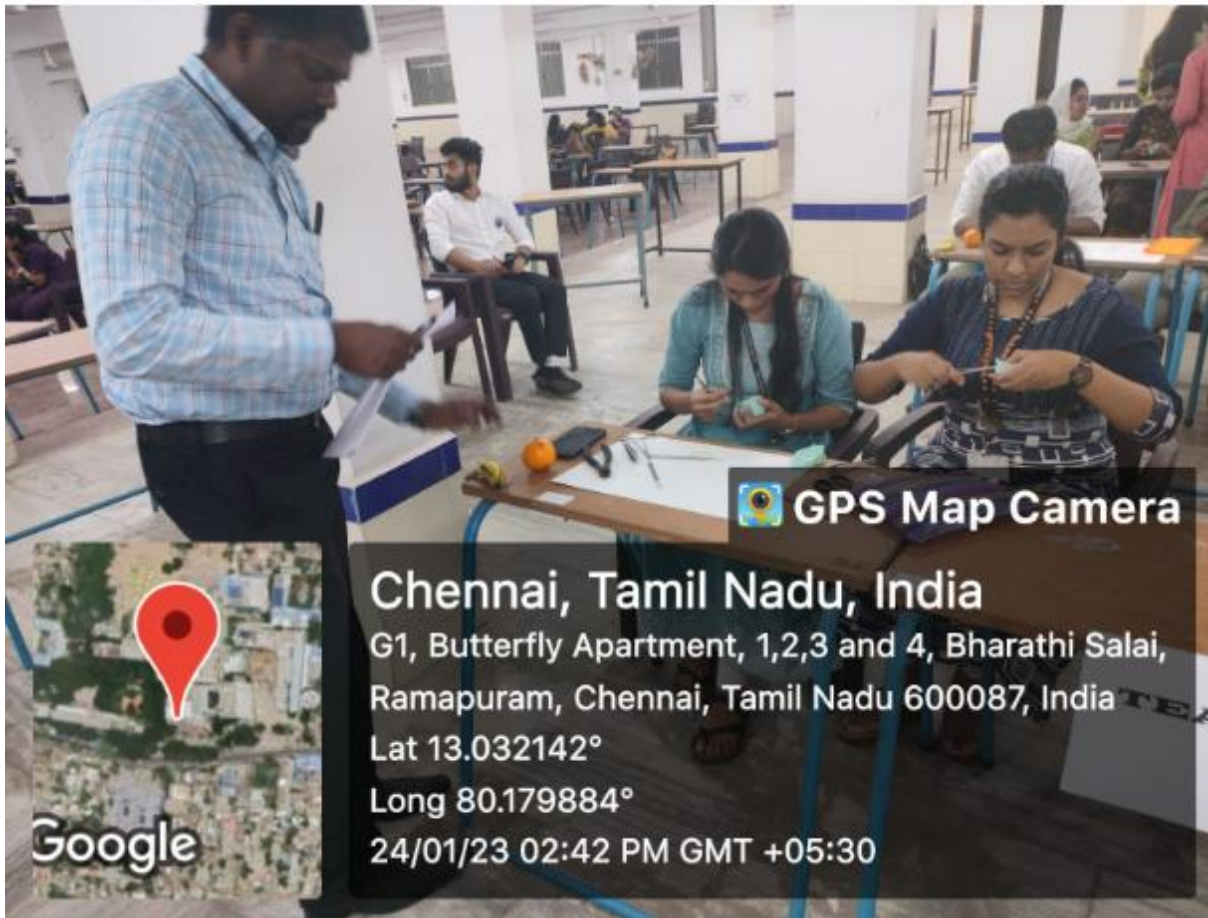 GPS Map Camera
Chennai, Tamil Nadu, India
G1, Butterfly Apartment, 1,2,3 and 4, Bharathi Salai,
Ramapuram, Chennai, Tamil Nadu 600087, India
Lat 13.032142°
Long 80.179884°
24/01/23 02:42 PM GMT +05:30
Google
TEA